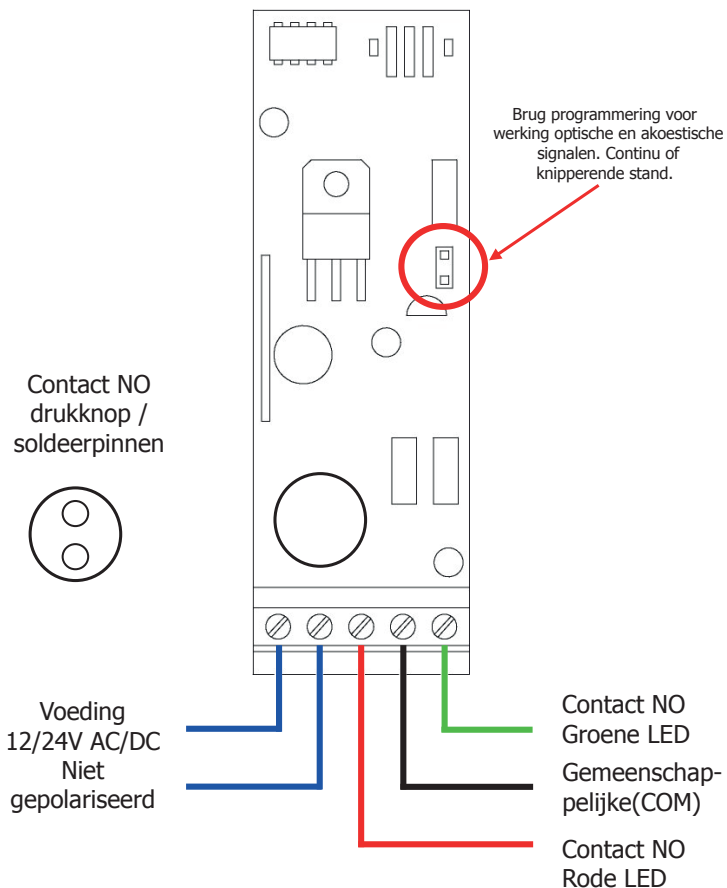 Brug programmering voor
werking optische en akoestische
signalen. Continu of
knipperende stand.
Contact NO
drukknop /
soldeerpinnen
Voeding
12/24V AC/DC
Niet
gepolariseerd
Contact NO
Groene LED
Gemeenschap-
pelijke(COM)
Contact NO
Rode LED